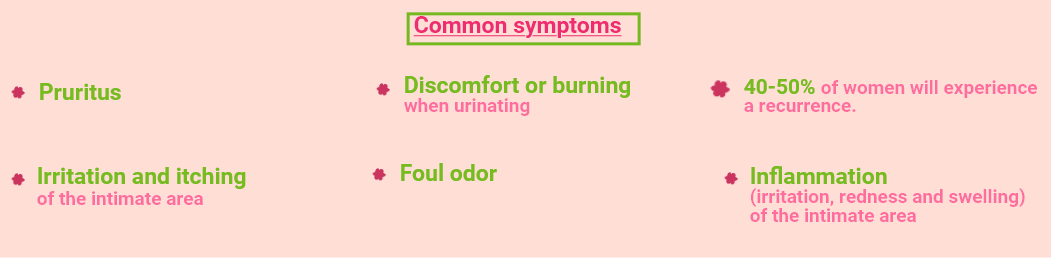 Common symptoms
Pruritus
Discomfort or burning
when urinating
40-50% of women will experience
a recurrence.
Irritation and itching
of the intimate area
Foul odor
Inflammation
(irritation, redness and swelling)
of the intimate area